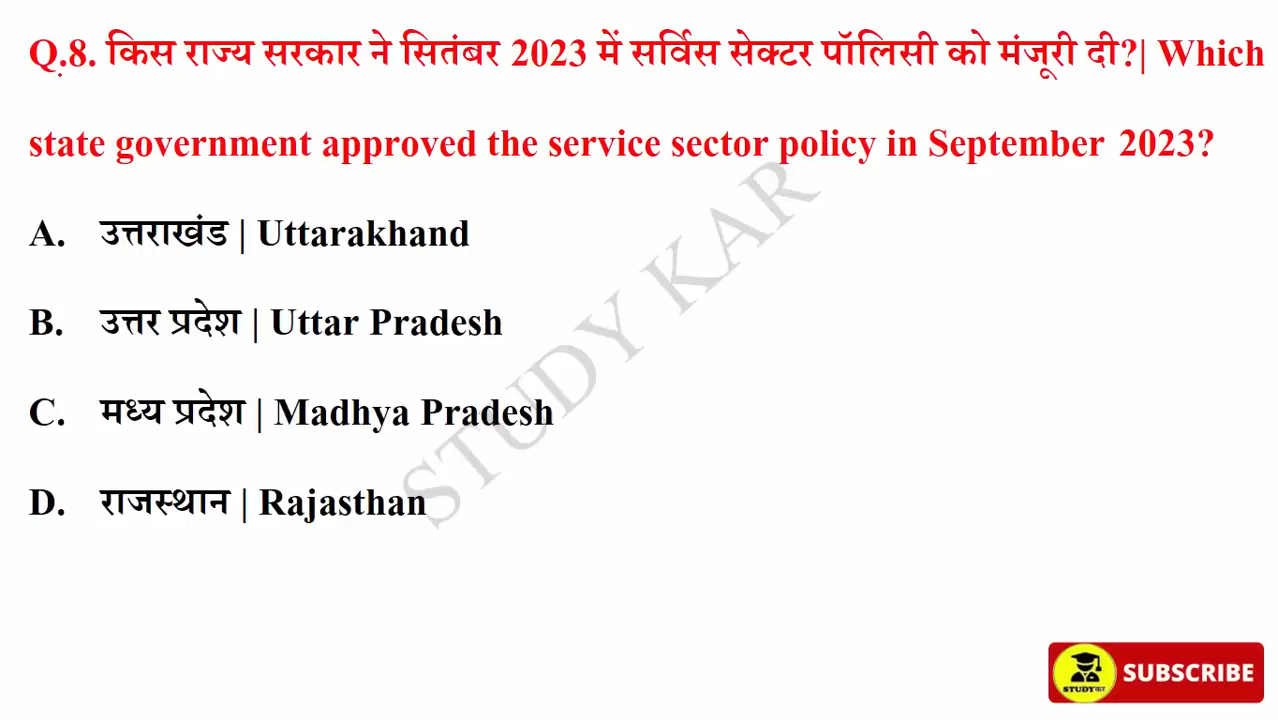 Q.8. किस राज्य सरकार ने सितंबर 2023 में सर्विस सेक्टर पॉलिसी को मंजूरी दी?| Which
state government approved the service sector policy in September 2023?
A. उत्तराखंड | Uttarakhand
B. उत्तर प्रदेश | Uttar Pradesh
C. मध्य प्रदेश | Madhya Pradesh
D. राजस्थान | Rajasthan
STUDY KAR
STUDYकर
SUBSCRIBE